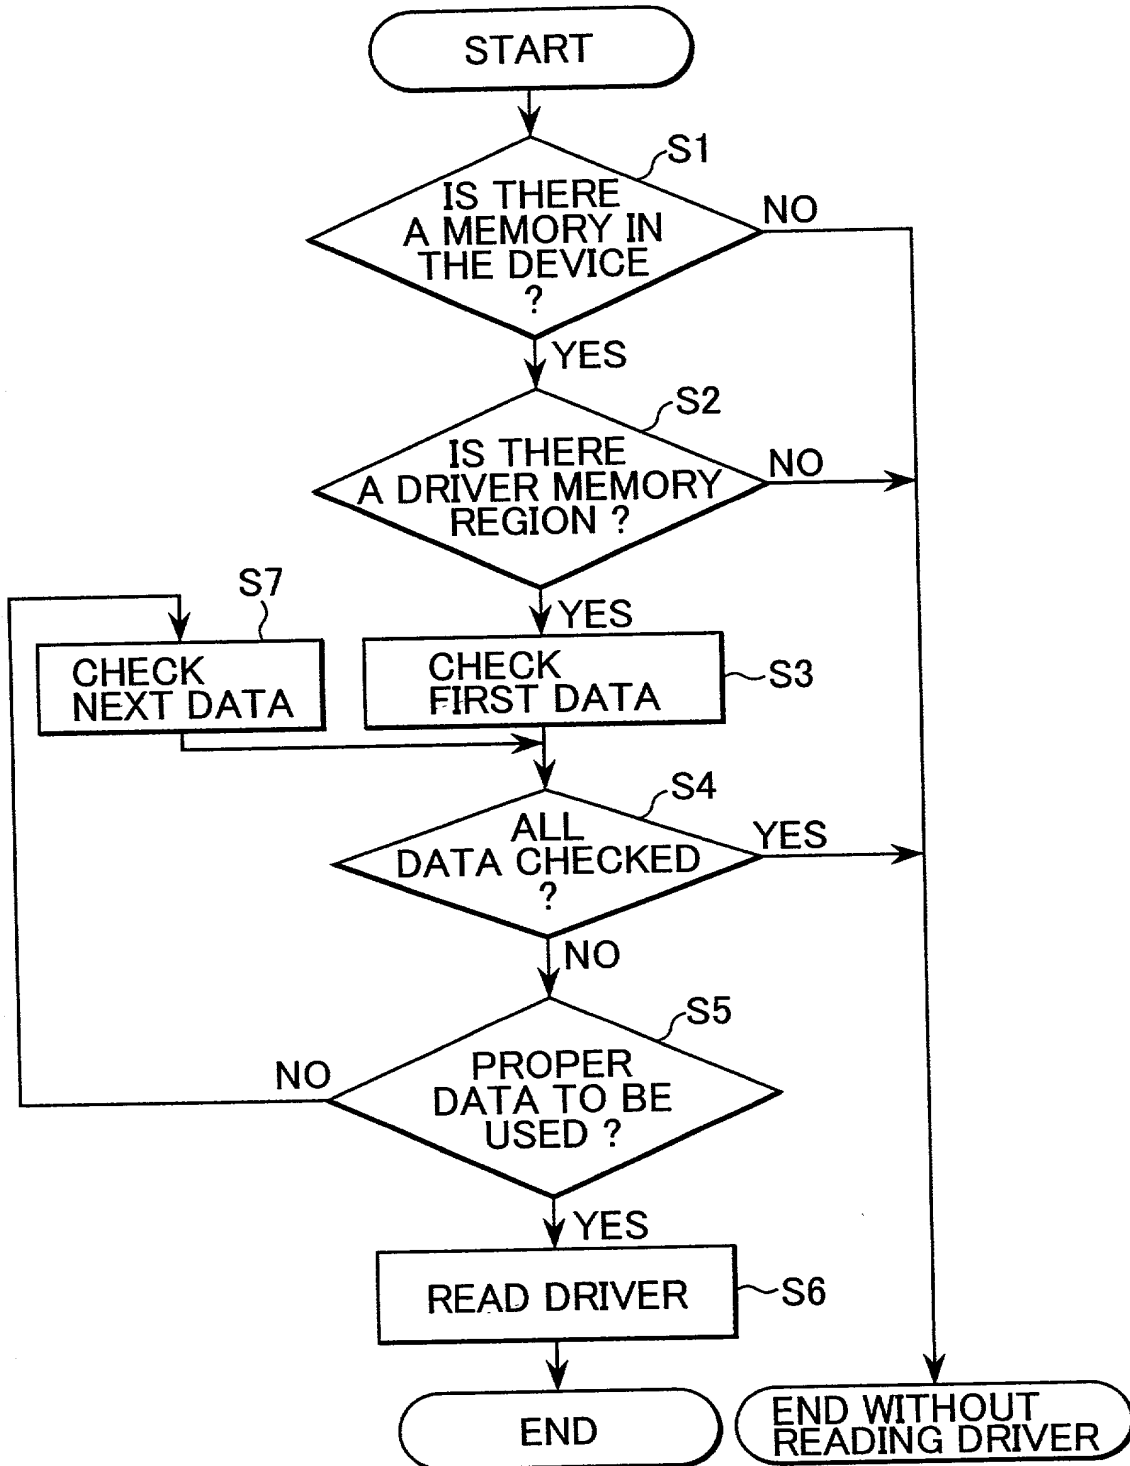 START
S1
IS THERE
A MEMORY IN
THE DEVICE
?
NO
YES
S2
IS THERE
A DRIVER MEMORY
REGION ?
NO
YES
S7
CHECK
NEXT DATA
CHECK
FIRST DATA
S3
S4
ALL
DATA CHECKED
?
YES
NO
S5
PROPER
DATA TO BE
USED ?
NO
YES
READ DRIVER
S6
END
END WITHOUT
READING DRIVER